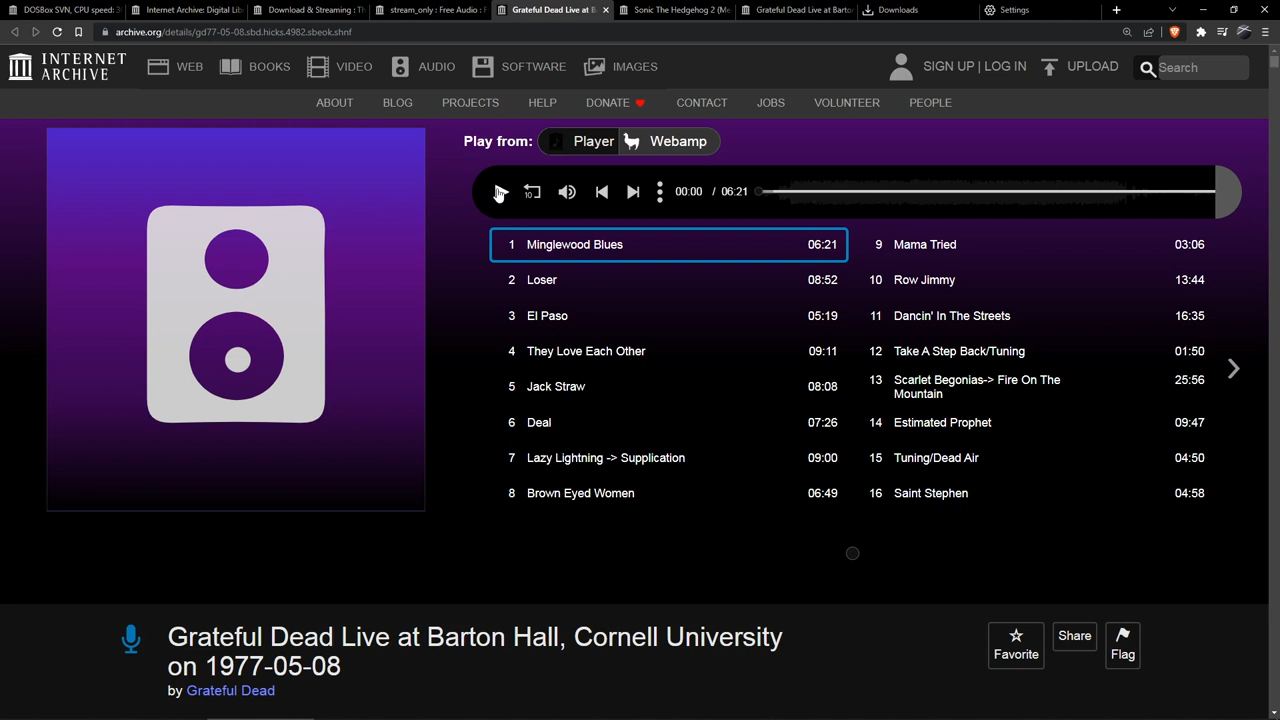 DOSBox SVN, CPU speed: 3
Internet Archive: Digital Lib
Download & Streaming : Th
stream_only : Free Audio : F
Grateful Dead Live at B
Sonic The Hedgehog 2 (Me
Grateful Dead Live at Barto
Downloads
Settings
archive.org/details/gd77-05-08.sbd.hicks.4982.sbeok.shnf
INTERNET ARCHIVE
WEB BOOKS VIDEO AUDIO SOFTWARE IMAGES
SIGN UP | LOG IN UPLOAD Search
ABOUT BLOG PROJECTS HELP DONATE CONTACT JOBS VOLUNTEER PEOPLE
Play from: Player Webamp
10 00:00 / 06:21
1 Minglewood Blues 06:21
2 Loser 08:52
3 El Paso 05:19
4 They Love Each Other 09:11
5 Jack Straw 08:08
6 Deal 07:26
7 Lazy Lightning -> Supplication 09:00
8 Brown Eyed Women 06:49
9 Mama Tried 03:06
10 Row Jimmy 13:44
11 Dancin' In The Streets 16:35
12 Take A Step Back/Tuning 01:50
13 Scarlet Begonias-> Fire On The
Mountain 25:56
14 Estimated Prophet 09:47
15 Tuning/Dead Air 04:50
16 Saint Stephen 04:58
Grateful Dead Live at Barton Hall, Cornell University
on 1977-05-08
by Grateful Dead
Favorite
Share
Flag